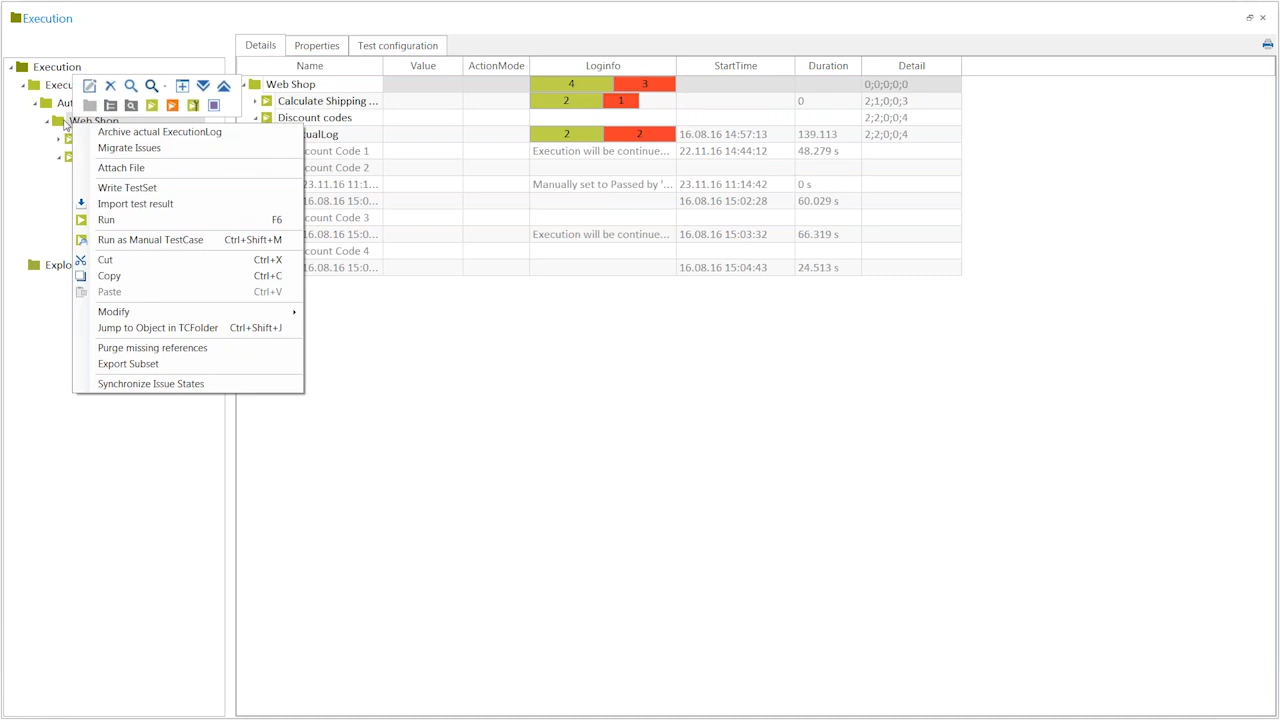 Execution
Details Properties Test configuration
Execution
Name Value ActionMode Loginfo StartTime Duration Detail
Web Shop 4 3 0;0;0;0;0
Calculate Shipping ... 2 1 0 2;1;0;0;3
Discount codes 2;2;0;0;4
2 2 16.08.16 14:57:13 139.113 2;2;0;0;4
ount Code 1 Execution will be continue... 22.11.16 14:44:12 48.279 s
ount Code 2
23.11.16 11:1... Manually set to Passed by '... 23.11.16 11:14:42 0 s
16.08.16 15:0... 16.08.16 15:02:28 60.029 s
ount Code 3
16.08.16 15:0... Execution will be continue... 16.08.16 15:03:32 66.319 s
ount Code 4
16.08.16 15:0... 16.08.16 15:04:43 24.513 s
Web Shop
Archive actual ExecutionLog
Migrate Issues
Attach File
Write TestSet
Import test result
Run F6
Run as Manual TestCase Ctrl+Shift+M
Cut Ctrl+X
Copy Ctrl+C
Paste Ctrl+V
Modify
Jump to Object in TCFolder Ctrl+Shift+J
Purge missing references
Export Subset
Synchronize Issue States